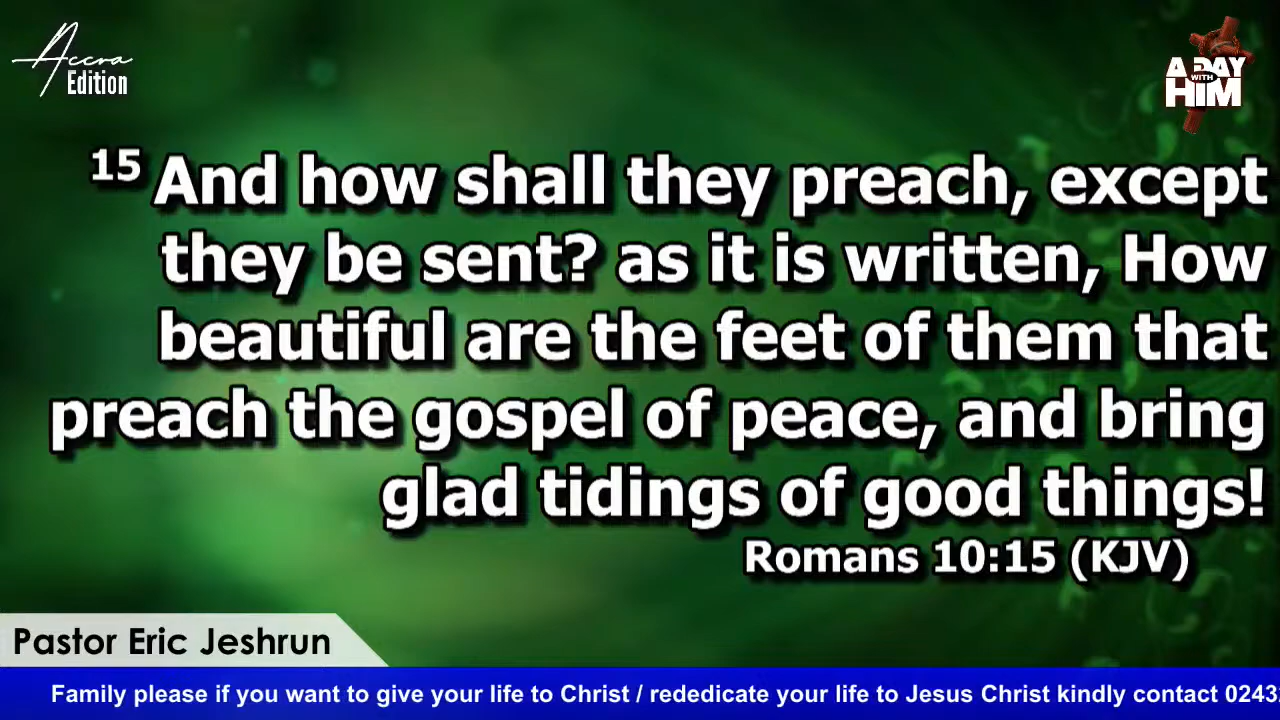 Accra
Edition
A DAY
WITH
HIM
15 And how shall they preach, except
they be sent? as it is written, How
beautiful are the feet of them that
preach the gospel of peace, and bring
glad tidings of good things!
Romans 10:15 (KJV)
Pastor Eric Jeshrun
Family please if you want to give your life to Christ / rededicate your life to Jesus Christ kindly contact 0243